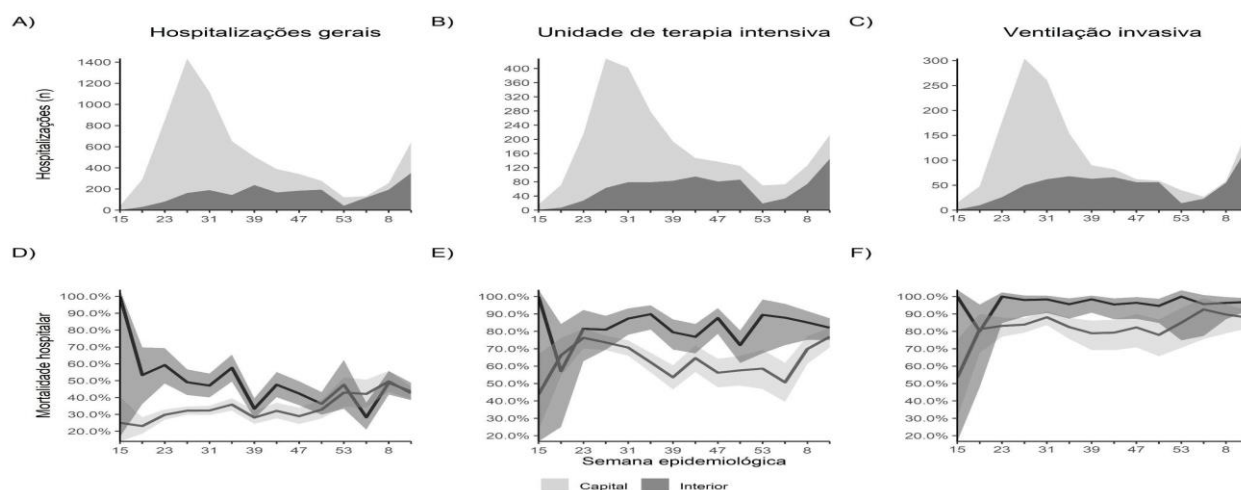 A)
Hospitalizações gerais
B)
Unidade de terapia intensiva
C)
Ventilação invasiva
Hospitalizações (n)
1400
1200
1000
800
600
400
200
0
15 23 31 39 47 53 8
400
360
320
280
240
200
160
120
80
40
0
15 23 31 39 47 53 8
300
250
200
150
100
50
0
15 23 31 39 47 53 8
D)
E)
F)
Mortalidade hospitalar
100.0%
90.0%
80.0%
70.0%
60.0%
50.0%
40.0%
30.0%
20.0%
15 23 31 39 47 53 8
100.0%
90.0%
80.0%
70.0%
60.0%
50.0%
40.0%
30.0%
20.0%
15 23 31 39 47 53 8
100.0%
90.0%
80.0%
70.0%
60.0%
50.0%
40.0%
30.0%
20.0%
15 23 31 39 47 53 8
Semana epidemiológica
Capital Interior